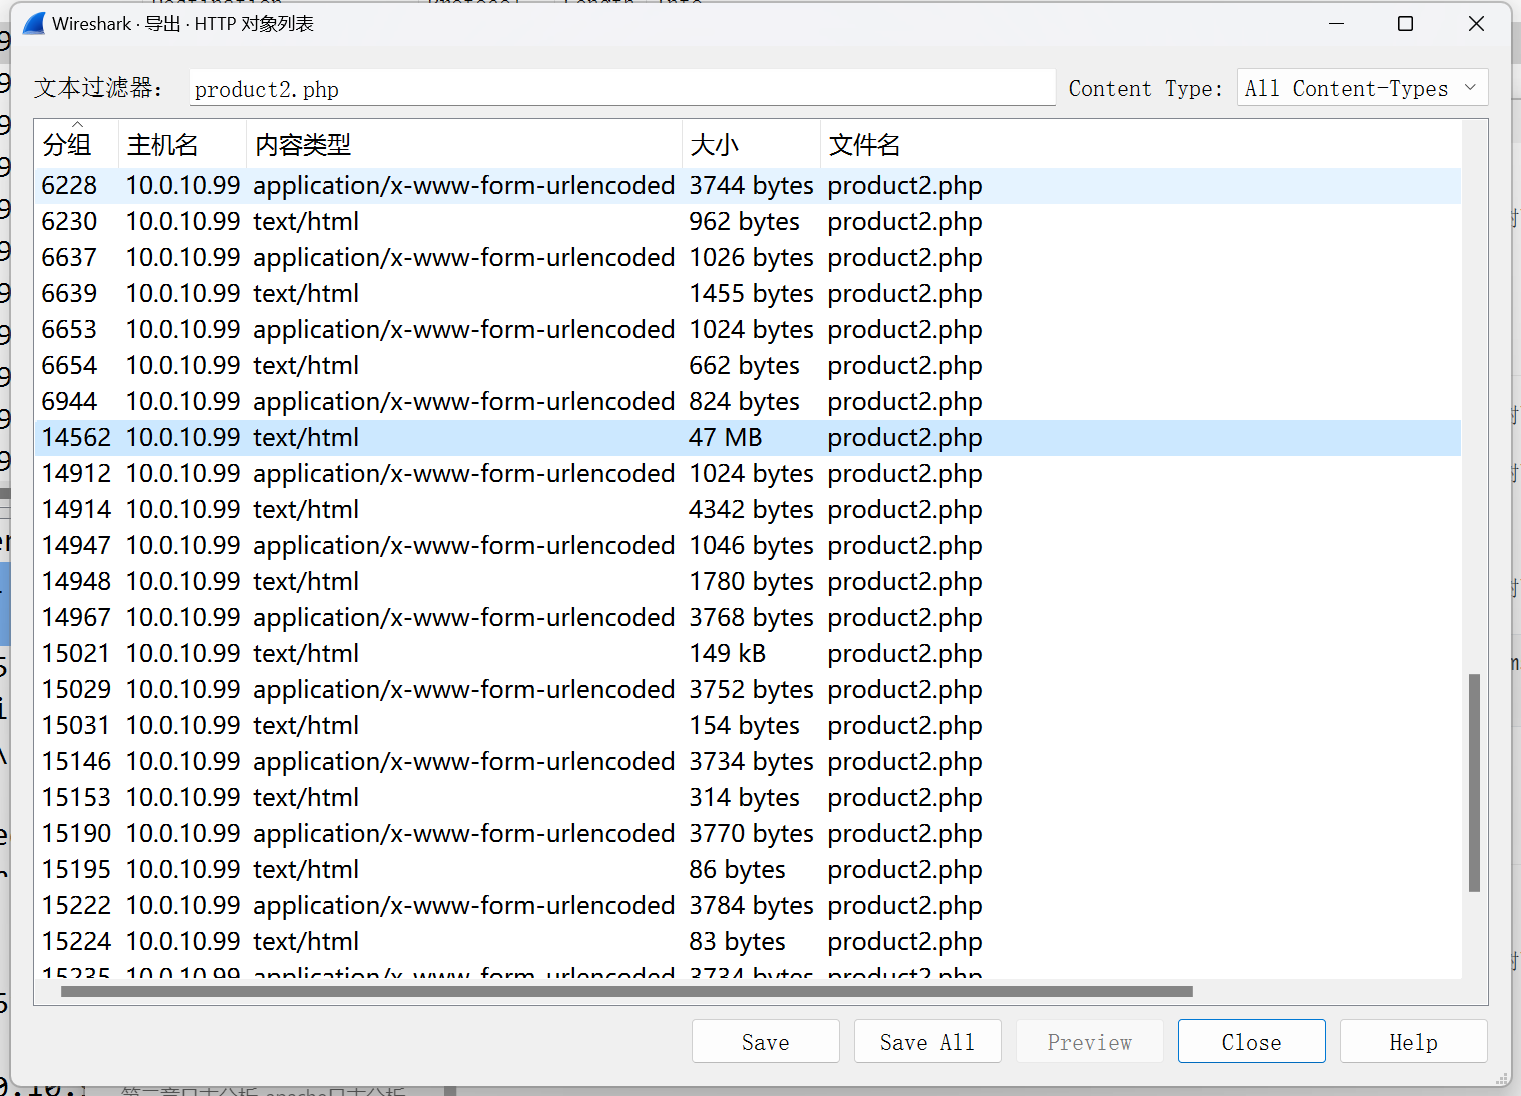 Wireshark · 导出 · HTTP 对象列表
文本过滤器： product2.php Content Type: All Content-Types
分组 主机名 内容类型 大小 文件名
6228 10.0.10.99 application/x-www-form-urlencoded 3744 bytes product2.php
6230 10.0.10.99 text/html 962 bytes product2.php
6637 10.0.10.99 application/x-www-form-urlencoded 1026 bytes product2.php
6639 10.0.10.99 text/html 1455 bytes product2.php
6653 10.0.10.99 application/x-www-form-urlencoded 1024 bytes product2.php
6654 10.0.10.99 text/html 662 bytes product2.php
6944 10.0.10.99 application/x-www-form-urlencoded 824 bytes product2.php
14562 10.0.10.99 text/html 47 MB product2.php
14912 10.0.10.99 application/x-www-form-urlencoded 1024 bytes product2.php
14914 10.0.10.99 text/html 4342 bytes product2.php
14947 10.0.10.99 application/x-www-form-urlencoded 1046 bytes product2.php
14948 10.0.10.99 text/html 1780 bytes product2.php
14967 10.0.10.99 application/x-www-form-urlencoded 3768 bytes product2.php
15021 10.0.10.99 text/html 149 kB product2.php
15029 10.0.10.99 application/x-www-form-urlencoded 3752 bytes product2.php
15031 10.0.10.99 text/html 154 bytes product2.php
15146 10.0.10.99 application/x-www-form-urlencoded 3734 bytes product2.php
15153 10.0.10.99 text/html 314 bytes product2.php
15190 10.0.10.99 application/x-www-form-urlencoded 3770 bytes product2.php
15195 10.0.10.99 text/html 86 bytes product2.php
15222 10.0.10.99 application/x-www-form-urlencoded 3784 bytes product2.php
15224 10.0.10.99 text/html 83 bytes product2.php
15235 10.0.10.99 application/x-www-form-urlencoded 3734 bytes product2.php
Save Save All Preview Close Help